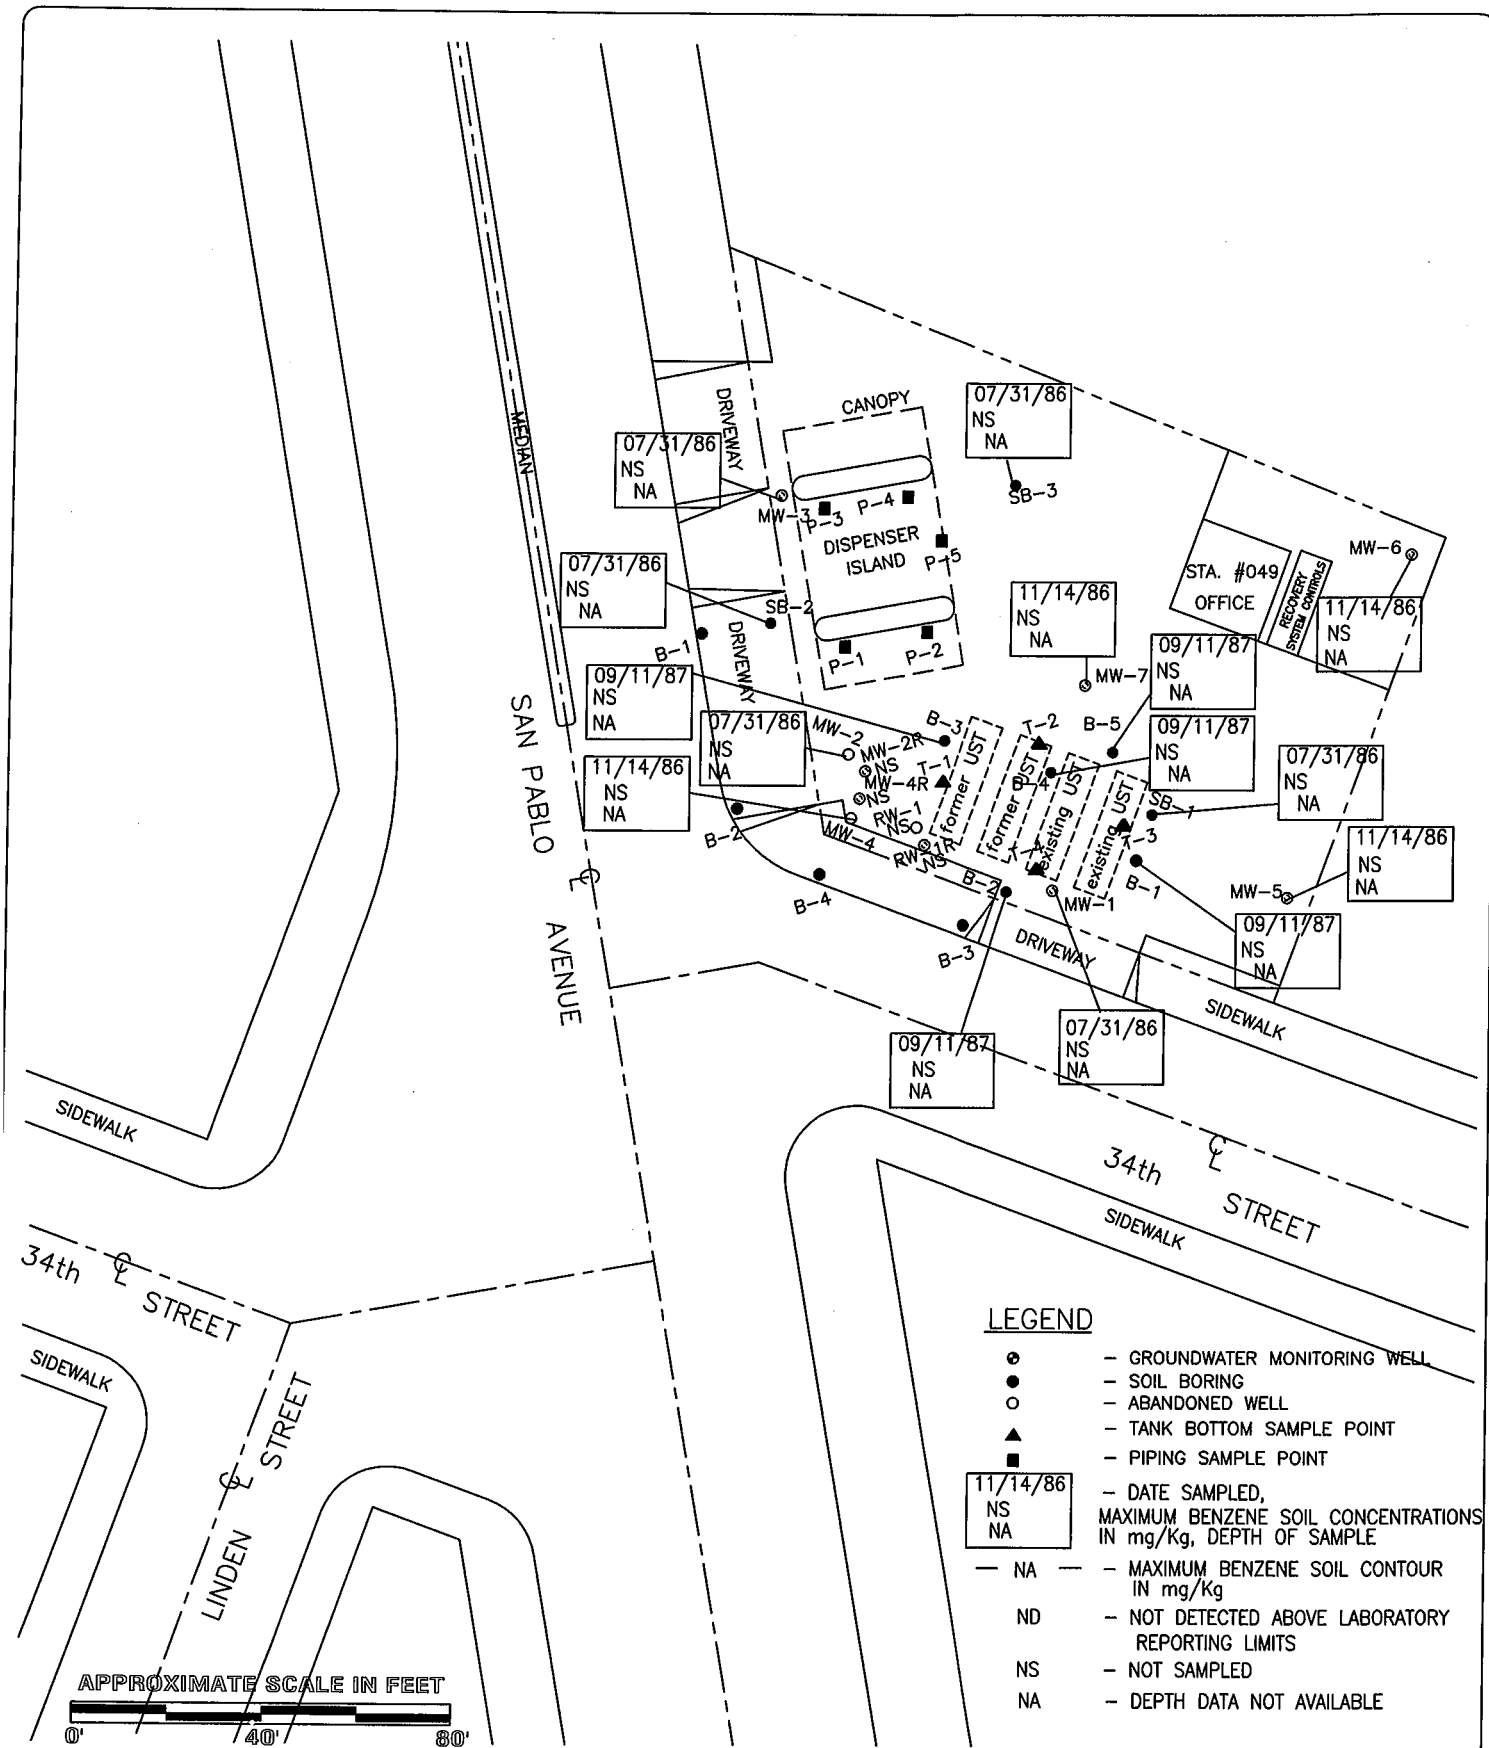 CANOPY
07/31/86
NS
NA
SB-3
DRIVEWAY
MEDIAN
07/31/86
NS
NA
MW-3
P-3
P-4
DISPENSER
ISLAND
P-5
MW-6
STA. #049
OFFICE
RECOVERY
SYSTEM CONTROLS
11/14/86
NS
NA
07/31/86
NS
NA
SB-2
B-1
DRIVEWAY
P-1
P-2
11/14/86
NS
NA
MW-7
09/11/87
NS
NA
B-5
09/11/87
NS
NA
B-3
T-2
09/11/87
NS
NA
07/31/86
NS
NA
MW-2
MW-2R
NS
T-1
MW-4R
NS
former UST
former UST
B-4
existing UST
existing UST
SB-1
07/31/86
NS
NA
11/14/86
NS
NA
B-2
MW-4
RW-1
NS
RW-1R
NS
T-3
B-1
11/14/86
NS
NA
MW-5
B-4
B-2
MW-1
09/11/87
NS
NA
B-3
DRIVEWAY
SIDEWALK
SAN PABLO
CL
AVENUE
09/11/87
NS
NA
07/31/86
NS
NA
SIDEWALK
34th
CL
STREET
SIDEWALK
34th
CL
STREET
SIDEWALK
LINDEN
CL
STREET
LEGEND
- GROUNDWATER MONITORING WELL
- SOIL BORING
- ABANDONED WELL
- TANK BOTTOM SAMPLE POINT
- PIPING SAMPLE POINT
11/14/86
NS
NA
- DATE SAMPLED,
MAXIMUM BENZENE SOIL CONCENTRATIONS
IN mg/Kg, DEPTH OF SAMPLE
— NA — - MAXIMUM BENZENE SOIL CONTOUR
IN mg/Kg
ND - NOT DETECTED ABOVE LABORATORY
REPORTING LIMITS
NS - NOT SAMPLED
NA - DEPTH DATA NOT AVAILABLE
APPROXIMATE SCALE IN FEET
0' 40' 80'